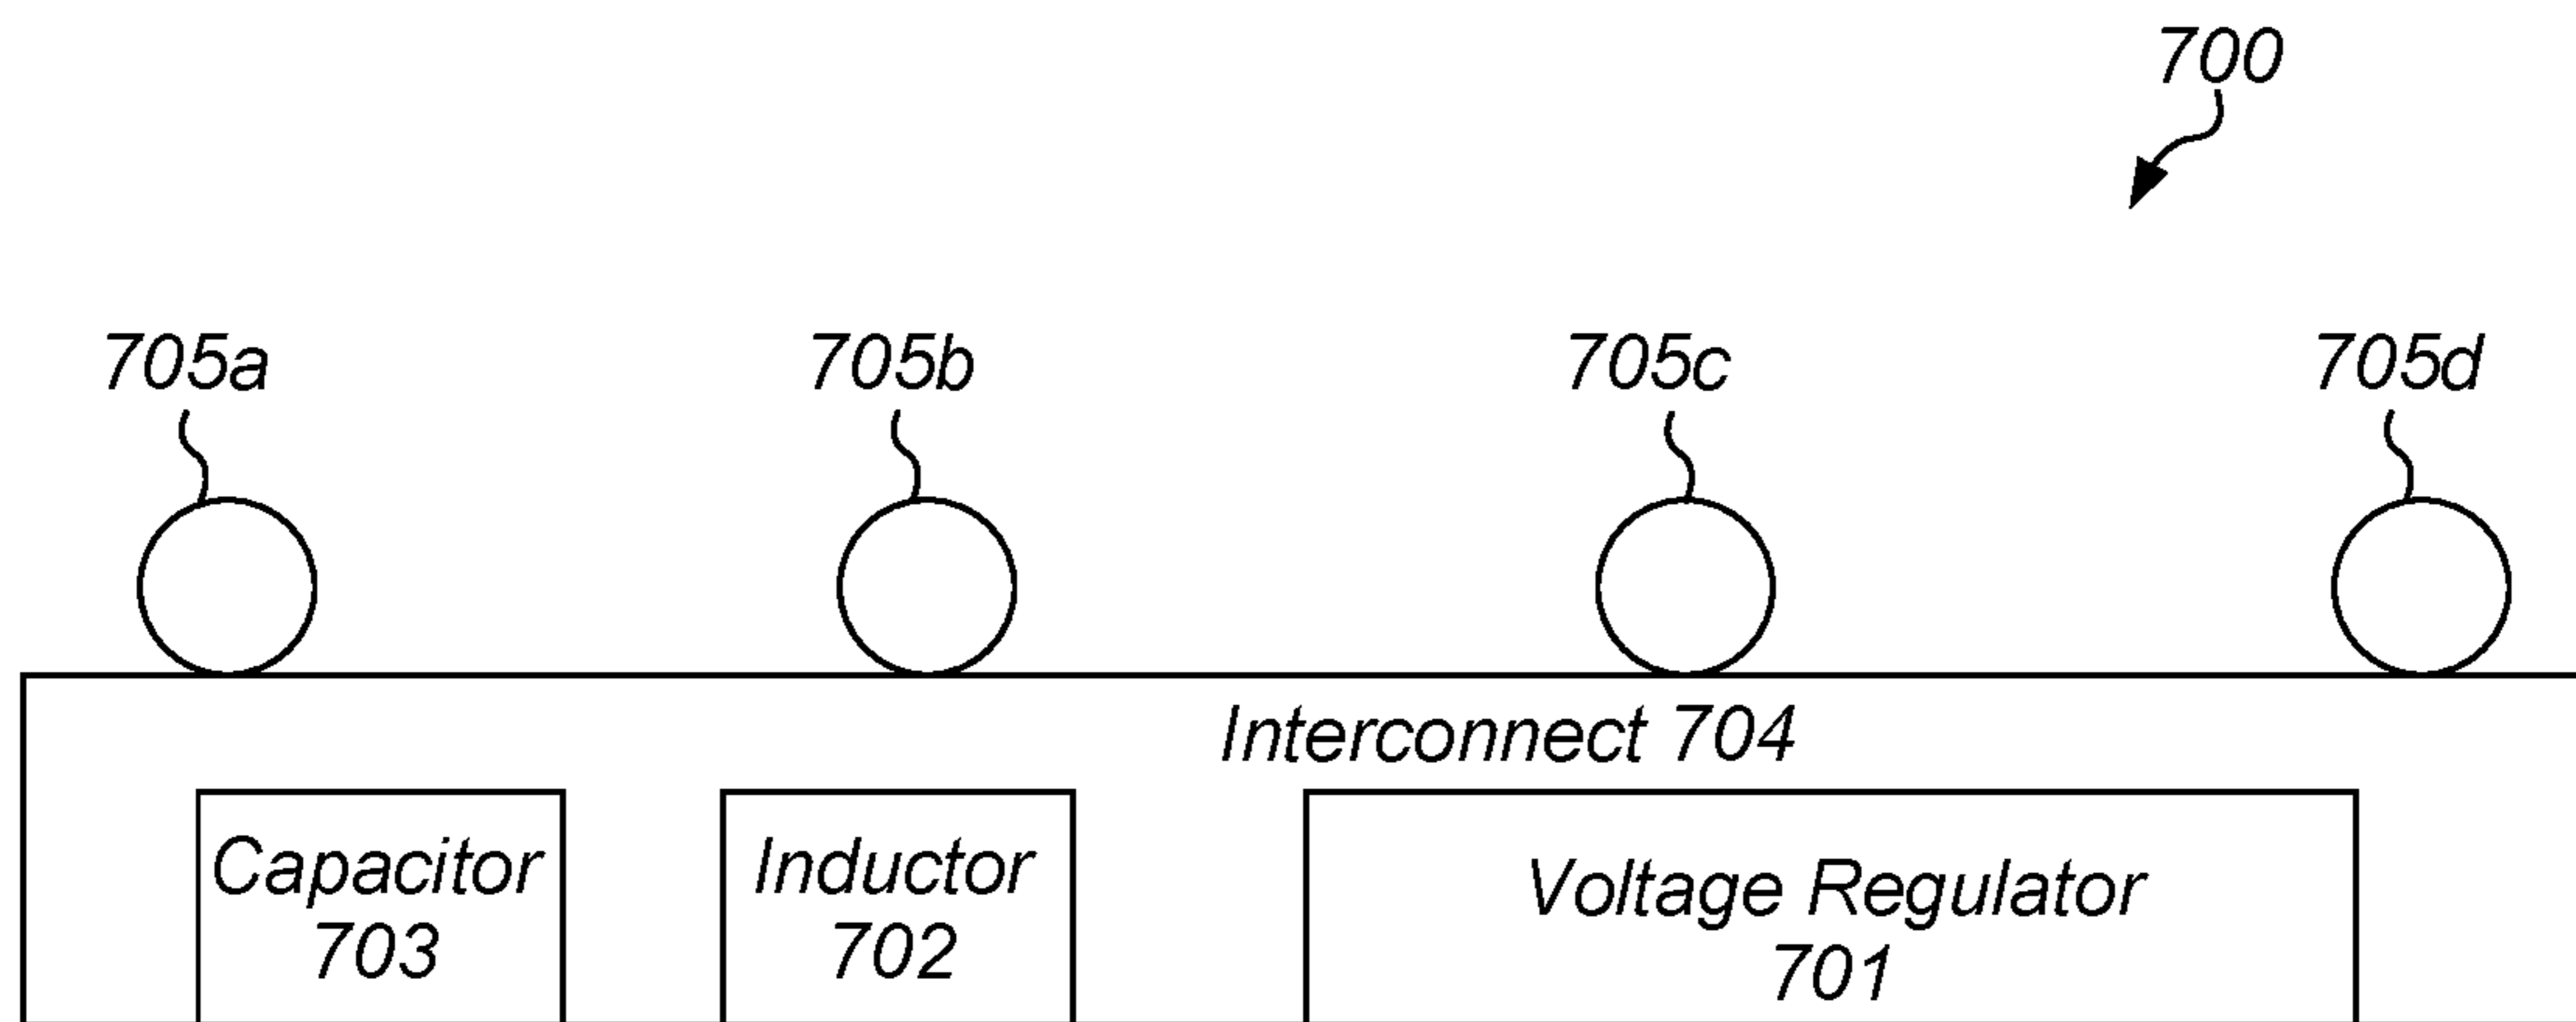 700
705a
705b
705c
705d
Interconnect 704
Capacitor
703
Inductor
702
Voltage Regulator
701